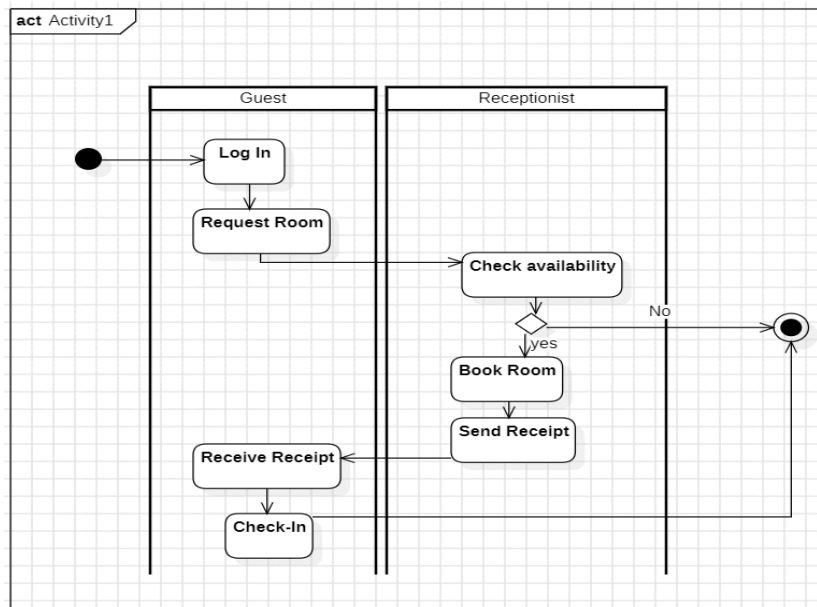 act Activity1
Guest
Receptionist
Log In
Request Room
Check availability
No
yes
Book Room
Send Receipt
Receive Receipt
Check-In